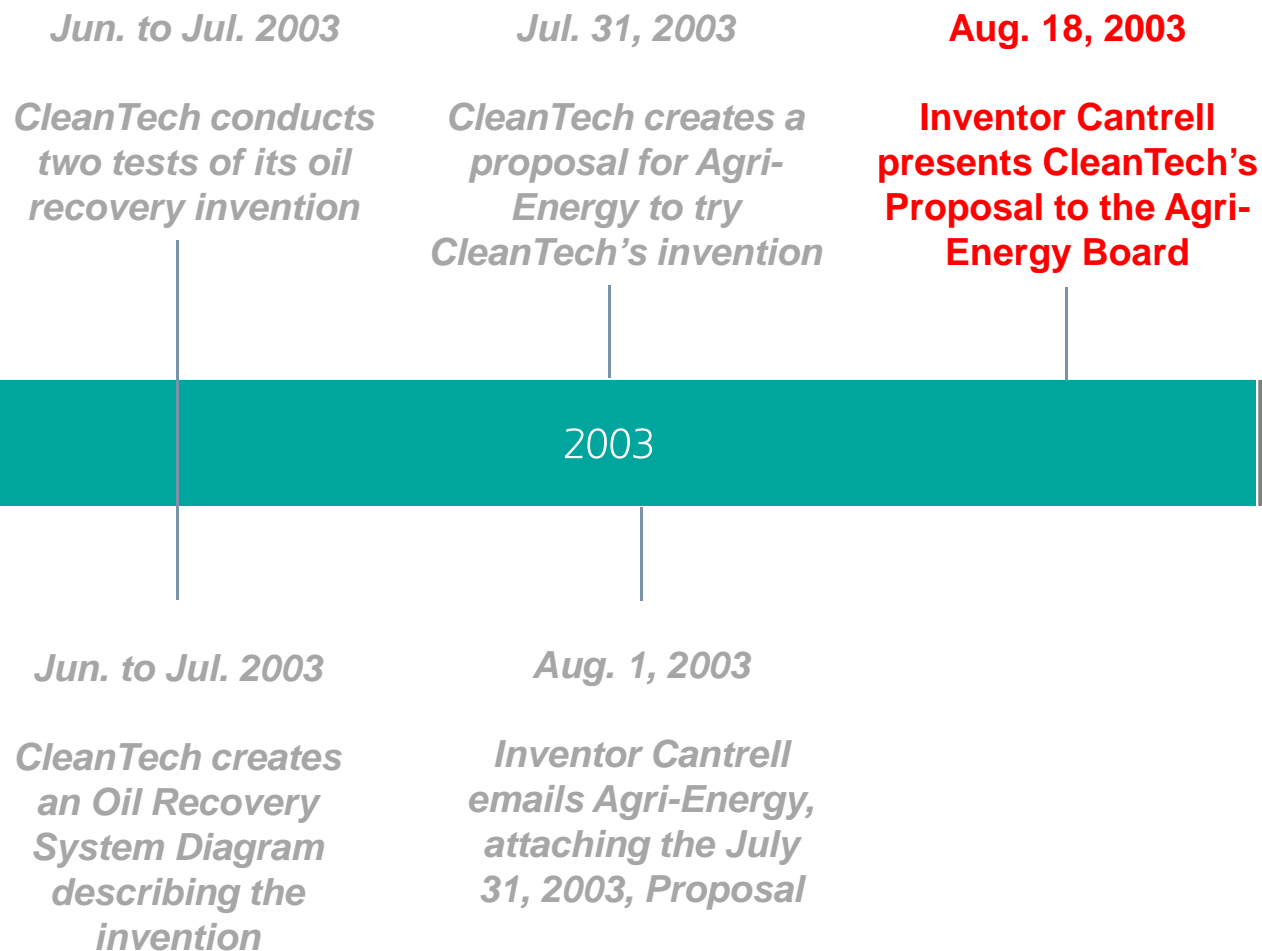 Jun. to Jul. 2003
CleanTech conducts
two tests of its oil
recovery invention
Jul. 31, 2003
CleanTech creates a
proposal for Agri-
Energy to try
CleanTech’s invention
Aug. 18, 2003
Inventor Cantrell
presents CleanTech’s
Proposal to the Agri-
Energy Board
2003
Jun. to Jul. 2003
CleanTech creates
an Oil Recovery
System Diagram
describing the
invention
Aug. 1, 2003
Inventor Cantrell
emails Agri-Energy,
attaching the July
31, 2003, Proposal